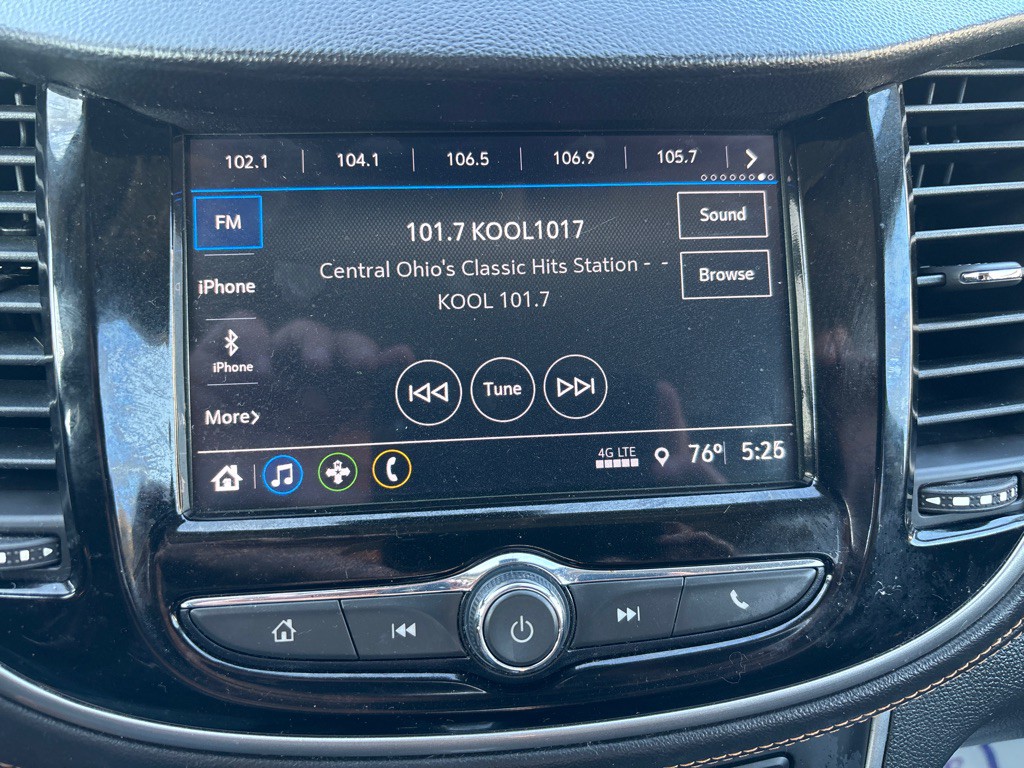 102.1 104.1 106.5 106.9 105.7
FM
101.7 KOOL1017
Sound
iPhone
Central Ohio's Classic Hits Station - -
KOOL 101.7
Browse
iPhone
Tune
More
4G LTE
76° 5:25